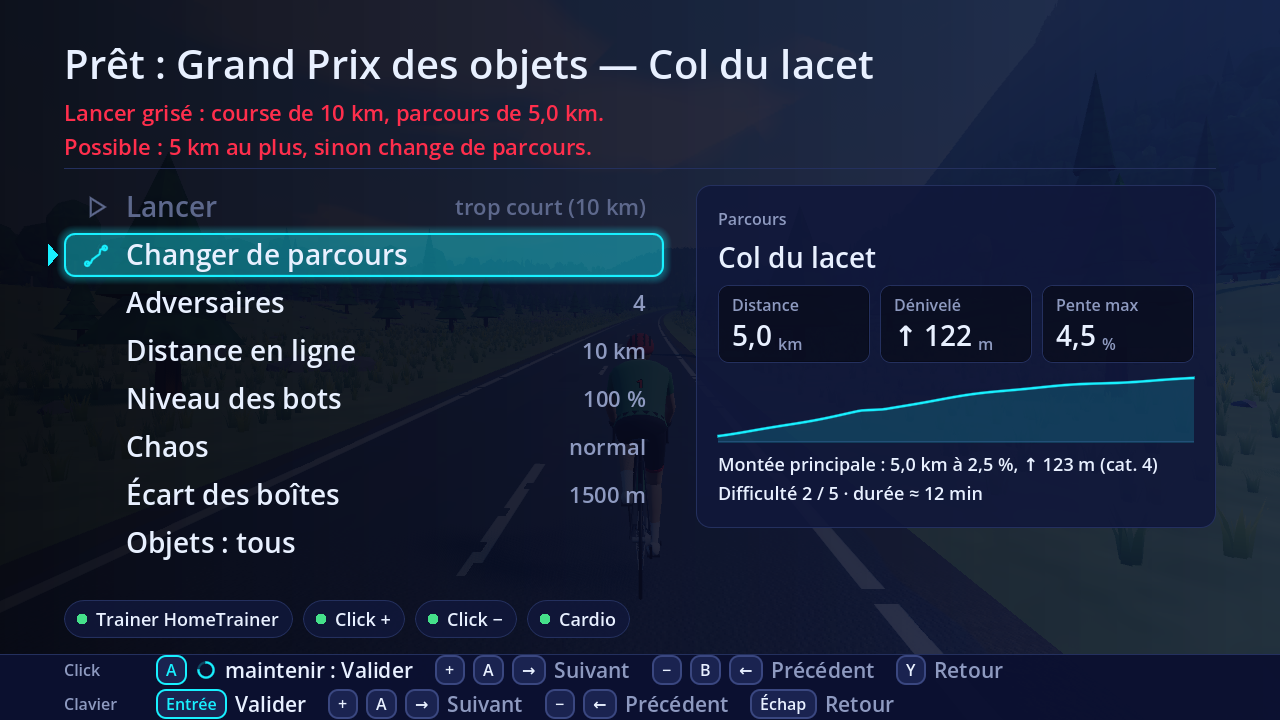 Prêt : Grand Prix des objets — Col du lacet
Lancer grisé : course de 10 km, parcours de 5,0 km.
Possible : 5 km au plus, sinon change de parcours.
Lancer trop court (10 km)
Changer de parcours
Adversaires 4
Distance en ligne 10 km
Niveau des bots 100 %
Chaos normal
Écart des boîtes 1500 m
Objets : tous
Parcours
Col du lacet
Distance Dénivelé Pente max
5,0 km ↑ 122 m 4,5 %
Montée principale : 5,0 km à 2,5 %, ↑ 123 m (cat. 4)
Difficulté 2 / 5 · durée ≈ 12 min
Trainer HomeTrainer Click + Click − Cardio
Click A maintenir : Valider + A → Suivant − B ← Précédent Y Retour
Clavier Entrée Valider + A → Suivant − ← Précédent Échap Retour